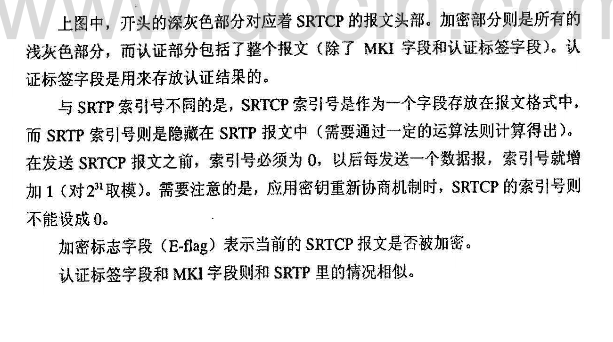 www.docin.com
上图中，开头的深灰色部分对应着 SRTCP 的报文头部。加密部分则是所有的
浅灰色部分，而认证部分包括了整个报文（除了 MKI 字段和认证标签字段）。认
证标签字段是用来存放认证结果的。
与 SRTP 索引号不同的是，SRTCP 索引号是作为一个字段存放在报文格式中，
而 SRTP 索引号则是隐藏在 SRTP 报文中（需要通过一定的运算法则计算得出）。
在发送 SRTCP 报文之前，索引号必须为 0，以后每发送一个数据报，索引号就增
加 1（对 2³¹ 取模）。需要注意的是，应用密钥重新协商机制时，SRTCP 的索引号则
不能设成 0。
加密标志字段（E-flag）表示当前的 SRTCP 报文是否被加密。
认证标签字段和 MKI 字段则和 SRTP 里的情况相似。